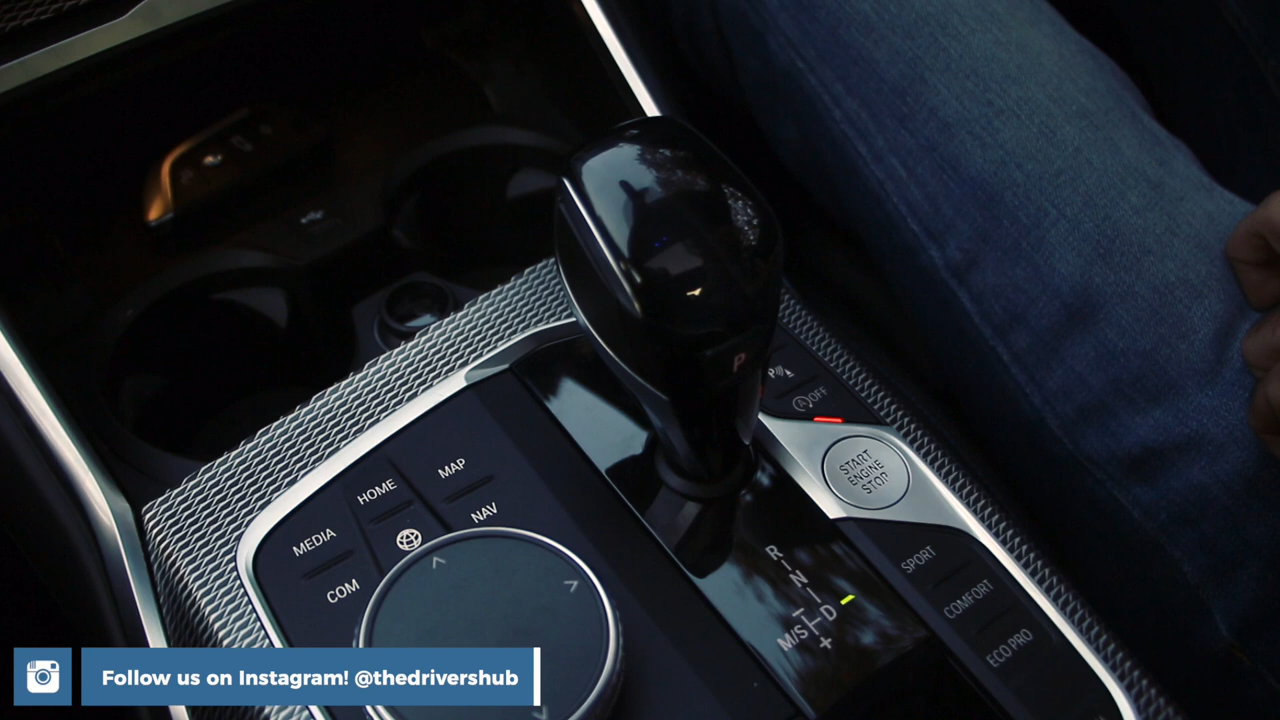 P
P
OFF
START
ENGINE
STOP
MAP
HOME
NAV
MEDIA
COM
R
N
D
M/S
+
SPORT
COMFORT
ECO PRO
Follow us on Instagram! @thedrivershub